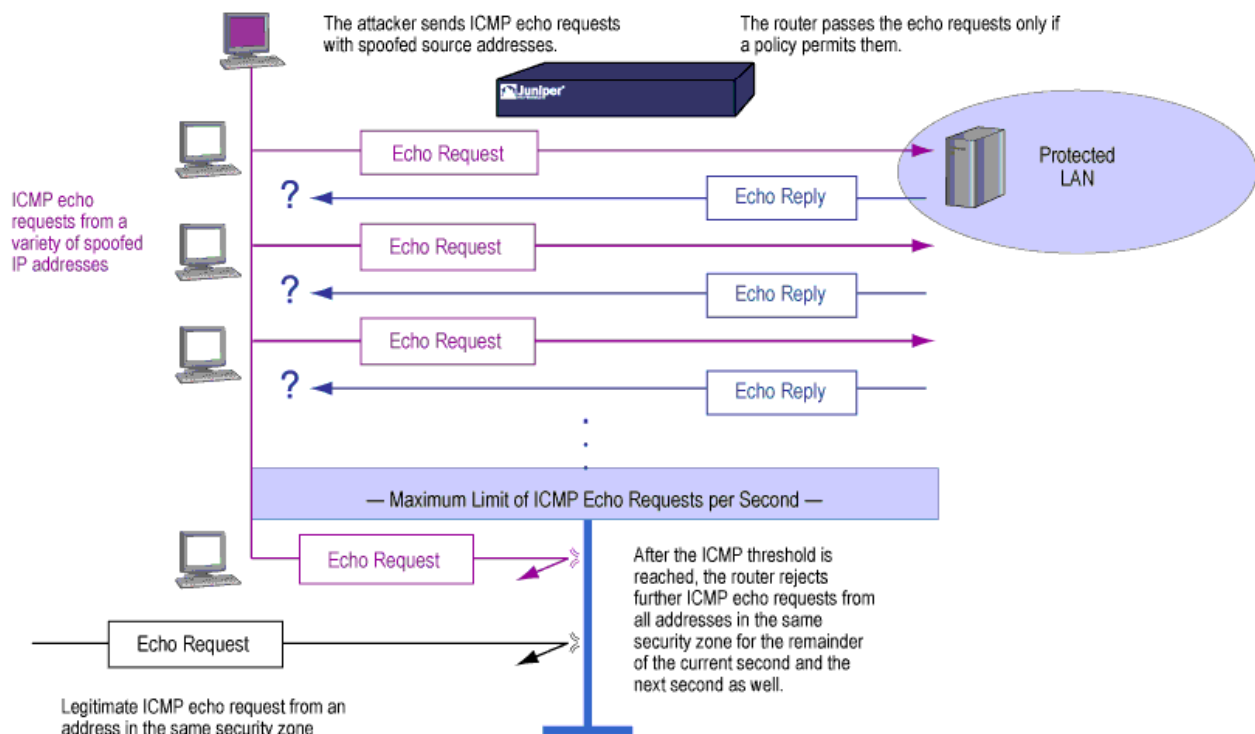 The attacker sends ICMP echo requests
with spoofed source addresses.
The router passes the echo requests only if
a policy permits them.
Juniper
Echo Request
Protected
LAN
?
Echo Reply
ICMP echo
requests from a
variety of spoofed
IP addresses
Echo Request
?
Echo Reply
Echo Request
?
Echo Reply
— Maximum Limit of ICMP Echo Requests per Second —
Echo Request
After the ICMP threshold is
reached, the router rejects
further ICMP echo requests from
all addresses in the same
security zone for the remainder
of the current second and the
next second as well.
Echo Request
Legitimate ICMP echo request from an
address in the same security zone